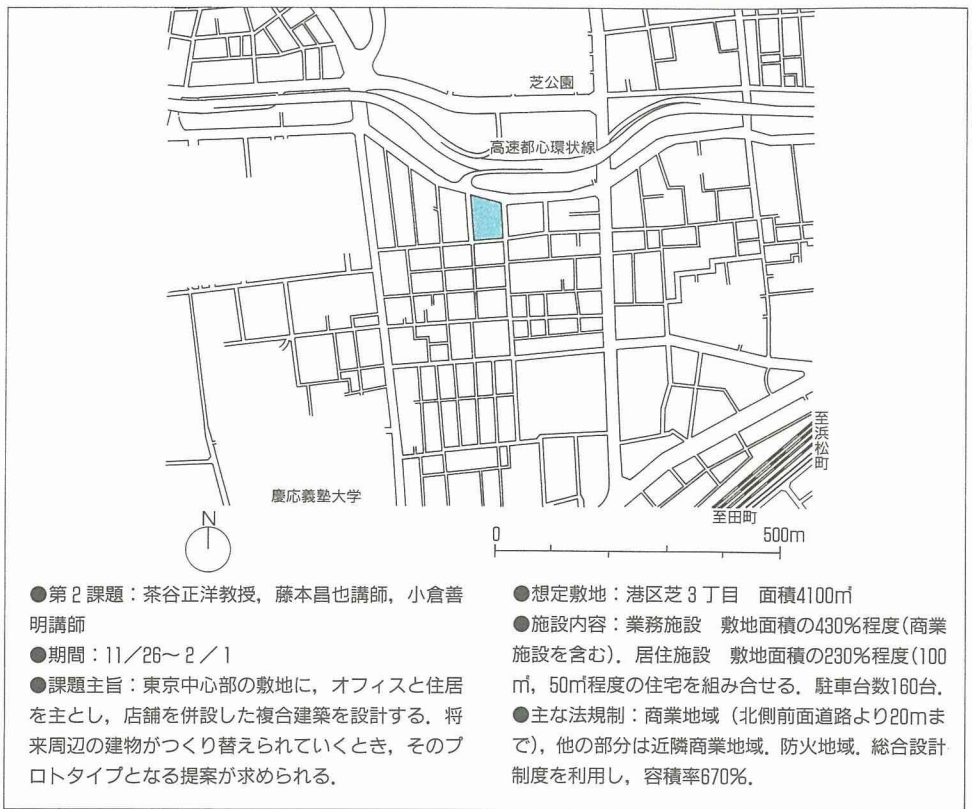 芝公園
高速都心環状線
至浜松町
慶応義塾大学
至田町
N
0 500m
●第2課題：茶谷正洋教授，藤本昌也講師，小倉善
明講師
●期間：11／26～2／1
●課題主旨：東京中心部の敷地に，オフィスと住居
を主とし，店舗を併設した複合建築を設計する．将
来周辺の建物がつくり替えられていくとき，そのプ
ロトタイプとなる提案が求められる．
●想定敷地：港区芝3丁目　面積4100㎡
●施設内容：業務施設　敷地面積の430％程度（商業
施設を含む）．居住施設　敷地面積の230％程度（100
㎡，50㎡程度の住宅を組み合せる．駐車台数160台．
●主な法規制：商業地域（北側前面道路より20mま
で），他の部分は近隣商業地域．防火地域．総合設計
制度を利用し，容積率670％．